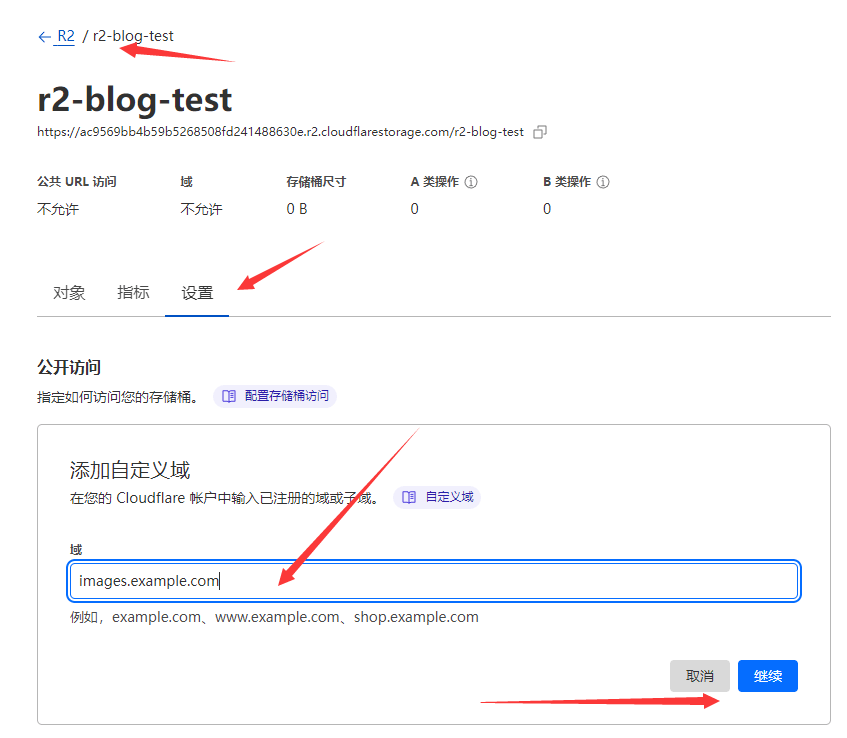 ← R2 / r2-blog-test
r2-blog-test
https://ac9569bb4b59b5268508fd241488630e.r2.cloudflarestorage.com/r2-blog-test
公共 URL 访问 域 存储桶尺寸 A 类操作 B 类操作
不允许 不允许 0 B 0 0
对象 指标 设置
公开访问
指定如何访问您的存储桶。 配置存储桶访问
添加自定义域
在您的 Cloudflare 帐户中输入已注册的域或子域。 自定义域
域
images.example.com
例如，example.com、www.example.com、shop.example.com
取消 继续